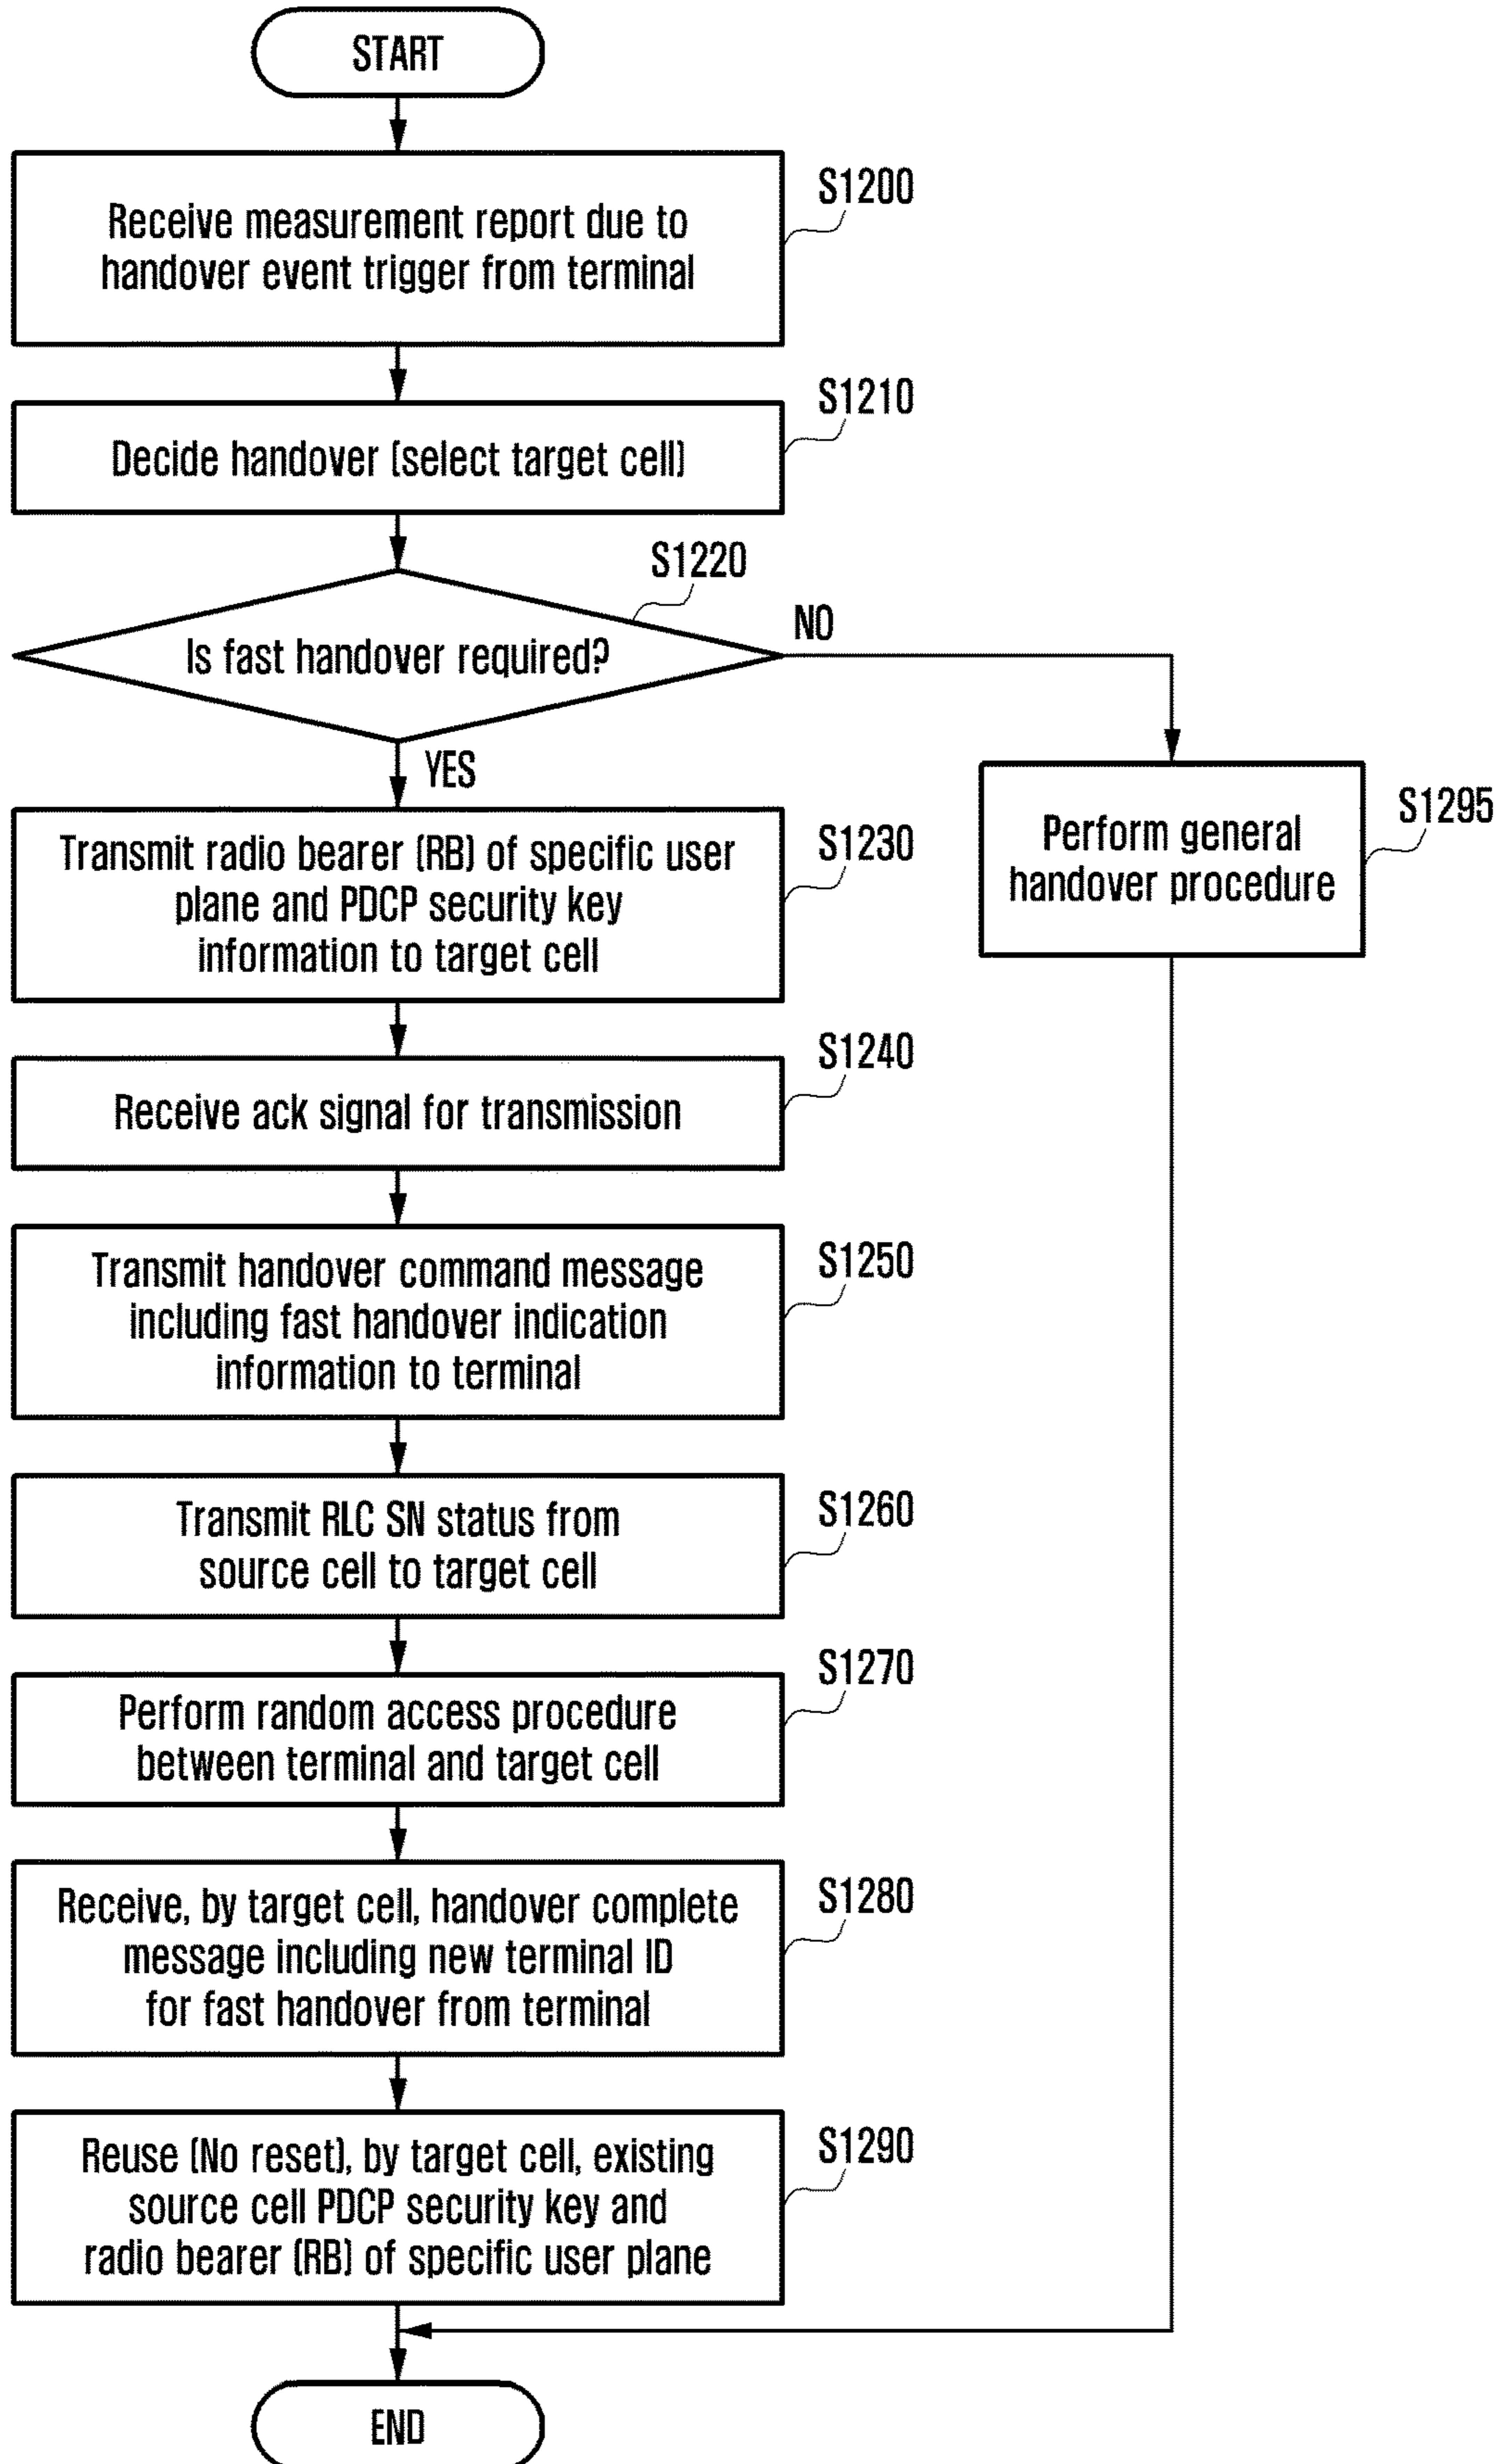 START
Receive measurement report due to
handover event trigger from terminal
S1200
Decide handover (select target cell)
S1210
Is fast handover required?
S1220
NO
YES
Transmit radio bearer (RB) of specific user
plane and PDCP security key
information to target cell
S1230
Perform general
handover procedure
S1295
Receive ack signal for transmission
S1240
Transmit handover command message
including fast handover indication
information to terminal
S1250
Transmit RLC SN status from
source cell to target cell
S1260
Perform random access procedure
between terminal and target cell
S1270
Receive, by target cell, handover complete
message including new terminal ID
for fast handover from terminal
S1280
Reuse (No reset), by target cell, existing
source cell PDCP security key and
radio bearer (RB) of specific user plane
S1290
END